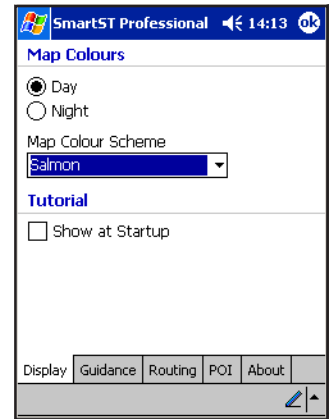 SmartST Professional 14:13 ok
Map Colours
Day
Night
Map Colour Scheme
Salmon
Tutorial
Show at Startup
Display Guidance Routing POI About